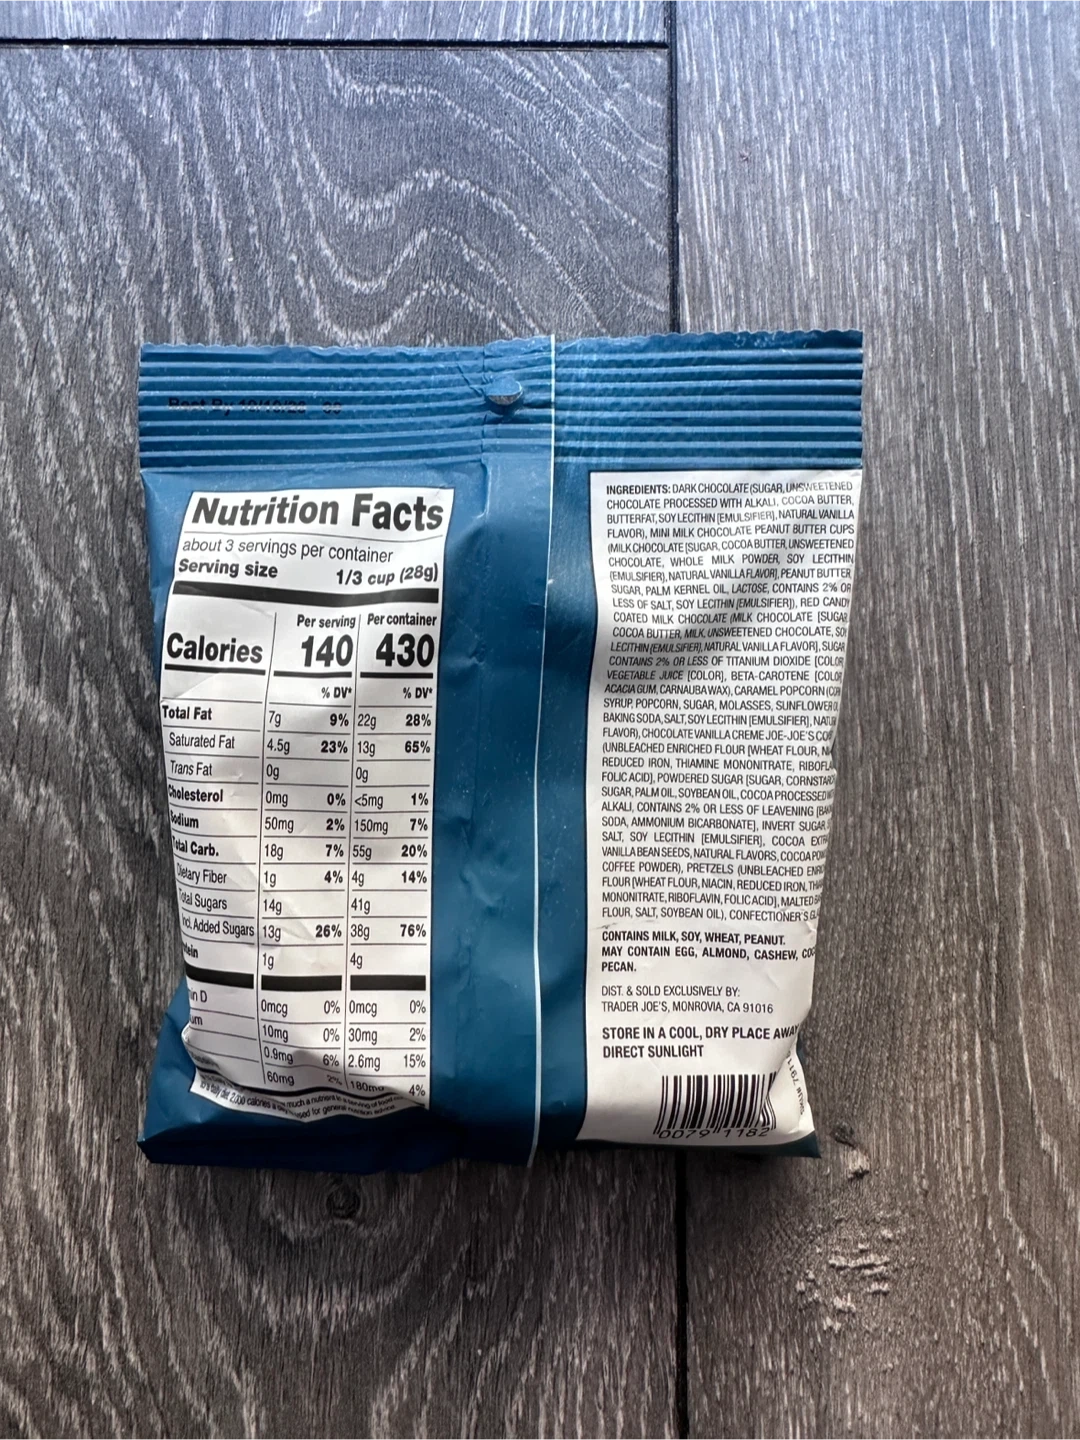 Best By
Nutrition Facts
about 3 servings per container
Serving size 1/3 cup (28g)
Per serving Per container
Calories 140 430
% DV* % DV*
Total Fat 7g 9% 22g 28%
Saturated Fat 4.5g 23% 13g 65%
Trans Fat 0g 0g
Cholesterol 0mg 0% <5mg 1%
Sodium 50mg 2% 150mg 7%
Total Carb. 18g 7% 55g 20%
Dietary Fiber 1g 4% 4g 14%
Total Sugars 14g 41g
Incl. Added Sugars 13g 26% 38g 76%
1g 4g
D 0mcg 0% 0mcg 0%
10mg 0% 30mg 2%
0.9mg 6% 2.6mg 15%
60mg 2% 180mg 4%
INGREDIENTS: DARK CHOCOLATE (SUGAR, UNSWEETENED
CHOCOLATE PROCESSED WITH ALKALI, COCOA BUTTER,
BUTTERFAT, SOY LECITHIN [EMULSIFIER], NATURAL VANILLA
FLAVOR), MINI MILK CHOCOLATE PEANUT BUTTER CUPS
(MILK CHOCOLATE [SUGAR, COCOA BUTTER, UNSWEETENED
CHOCOLATE, WHOLE MILK POWDER, SOY LECITHIN
(EMULSIFIER), NATURAL VANILLA FLAVOR], PEANUT BUTTER
SUGAR, PALM KERNEL OIL, LACTOSE, CONTAINS 2% OR
LESS OF SALT, SOY LECITHIN [EMULSIFIER]), RED CANDY
COATED MILK CHOCOLATE (MILK CHOCOLATE [SUGAR
COCOA BUTTER, MILK, UNSWEETENED CHOCOLATE, SOY
LECITHIN (EMULSIFIER), NATURAL VANILLA FLAVOR], SUGAR
CONTAINS 2% OR LESS OF TITANIUM DIOXIDE [COLOR]
VEGETABLE JUICE [COLOR], BETA-CAROTENE [COLOR
ACACIA GUM, CARNAUBA WAX), CARAMEL POPCORN (CORN
SYRUP, POPCORN, SUGAR, MOLASSES, SUNFLOWER
BAKING SODA, SALT, SOY LECITHIN [EMULSIFIER],
FLAVOR), CHOCOLATE VANILLA CREME JOE-JOE'S
(UNBLEACHED ENRICHED FLOUR [WHEAT FLOUR,
REDUCED IRON, THIAMINE MONONITRATE,
FOLIC ACID], POWDERED SUGAR [SUGAR,
SUGAR, PALM OIL, SOYBEAN OIL, COCOA PROCESSED
ALKALI, CONTAINS 2% OR LESS OF LEAVENING
SODA, AMMONIUM BICARBONATE], INVERT SUGAR,
SALT, SOY LECITHIN [EMULSIFIER], COCOA
VANILLA BEAN SEEDS, NATURAL FLAVORS, COCOA
COFFEE POWDER), PRETZELS (UNBLEACHED
FLOUR [WHEAT FLOUR, NIACIN, REDUCED IRON,
MONONITRATE, RIBOFLAVIN, FOLIC ACID], MALTED
FLOUR, SALT, SOYBEAN OIL), CONFECTIONER'S
CONTAINS MILK, SOY, WHEAT, PEANUT.
MAY CONTAIN EGG, ALMOND, CASHEW,
PECAN.
DIST. & SOLD EXCLUSIVELY BY:
TRADER JOE'S, MONROVIA, CA 91016
STORE IN A COOL, DRY PLACE AWAY
DIRECT SUNLIGHT
0079 1182